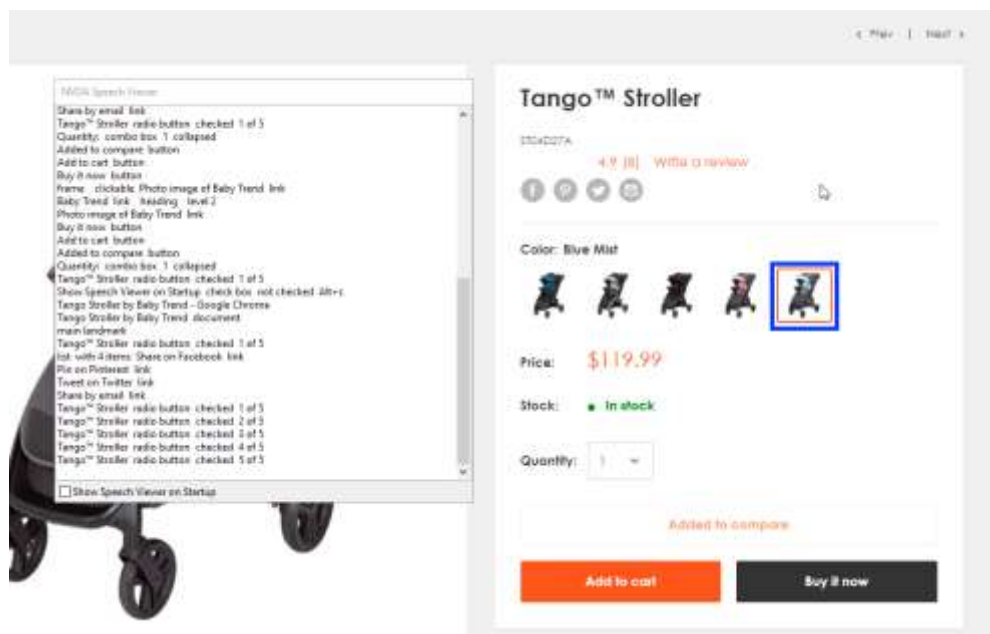 < Prev | Next >
NVDA Speech Viewer
Share by email link
Tango™ Stroller radio button checked 1 of 5
Quantity: combo box 1 collapsed
Added to compare button
Add to cart button
Buy it now button
frame clickable Photo image of Baby Trend link
Baby Trend link heading level 2
Photo image of Baby Trend link
Buy it now button
Add to cart button
Added to compare button
Quantity: combo box 1 collapsed
Tango™ Stroller radio button checked 1 of 5
Show Speech Viewer on Startup check box not checked Alt+s
Tango Stroller by Baby Trend - Google Chrome
Tango Stroller by Baby Trend document
main landmark
Tango™ Stroller radio button checked 1 of 5
list with 4 items Share on Facebook link
Pin on Pinterest link
Tweet on Twitter link
Share by email link
Tango™ Stroller radio button checked 1 of 5
Tango™ Stroller radio button checked 2 of 5
Tango™ Stroller radio button checked 3 of 5
Tango™ Stroller radio button checked 4 of 5
Tango™ Stroller radio button checked 5 of 5
Show Speech Viewer on Startup
Tango™ Stroller
4.9 (8) Write a review
Color: Blue Mist
Price: $119.99
Stock: In stock
Quantity: 1
Added to compare
Add to cart
Buy it now